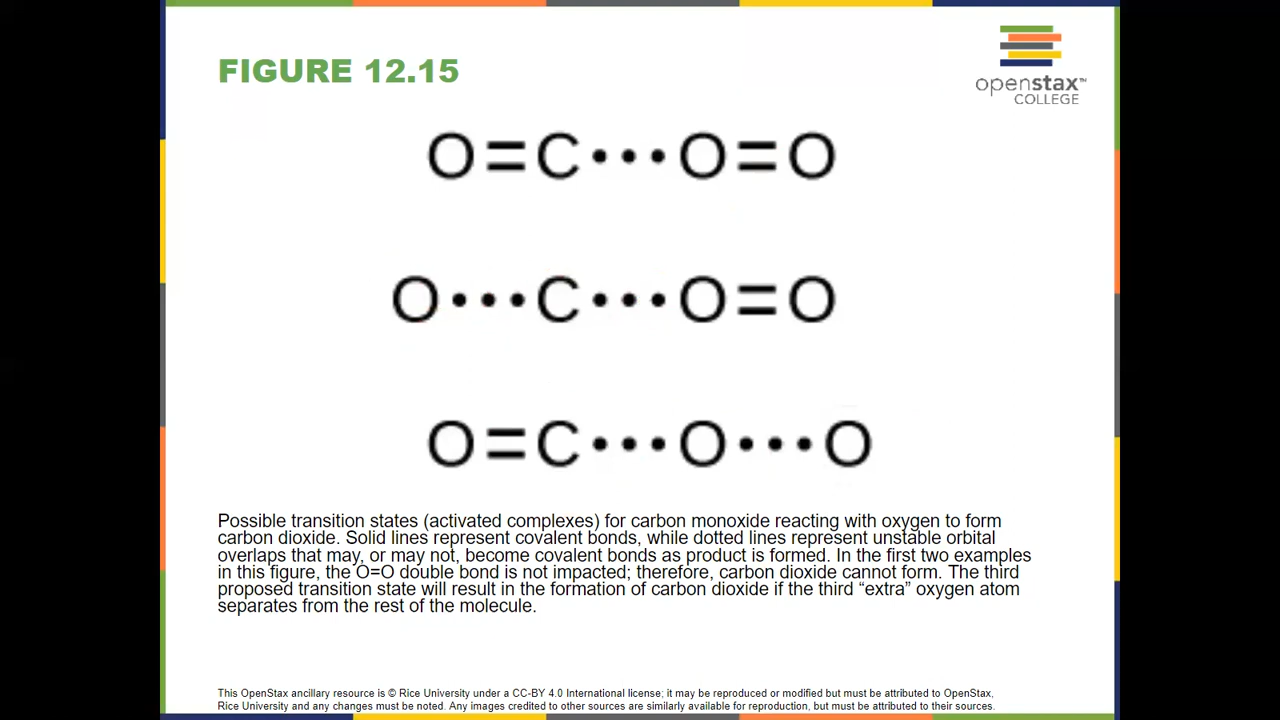 FIGURE 12.15
openstax™
COLLEGE
O=C•••O=O
O•••C•••O=O
O=C•••O•••O
Possible transition states (activated complexes) for carbon monoxide reacting with oxygen to form
carbon dioxide. Solid lines represent covalent bonds, while dotted lines represent unstable orbital
overlaps that may, or may not, become covalent bonds as product is formed. In the first two examples
in this figure, the O=O double bond is not impacted; therefore, carbon dioxide cannot form. The third
proposed transition state will result in the formation of carbon dioxide if the third “extra” oxygen atom
separates from the rest of the molecule.
This OpenStax ancillary resource is © Rice University under a CC-BY 4.0 International license; it may be reproduced or modified but must be attributed to OpenStax,
Rice University and any changes must be noted. Any images credited to other sources are similarly available for reproduction, but must be attributed to their sources.